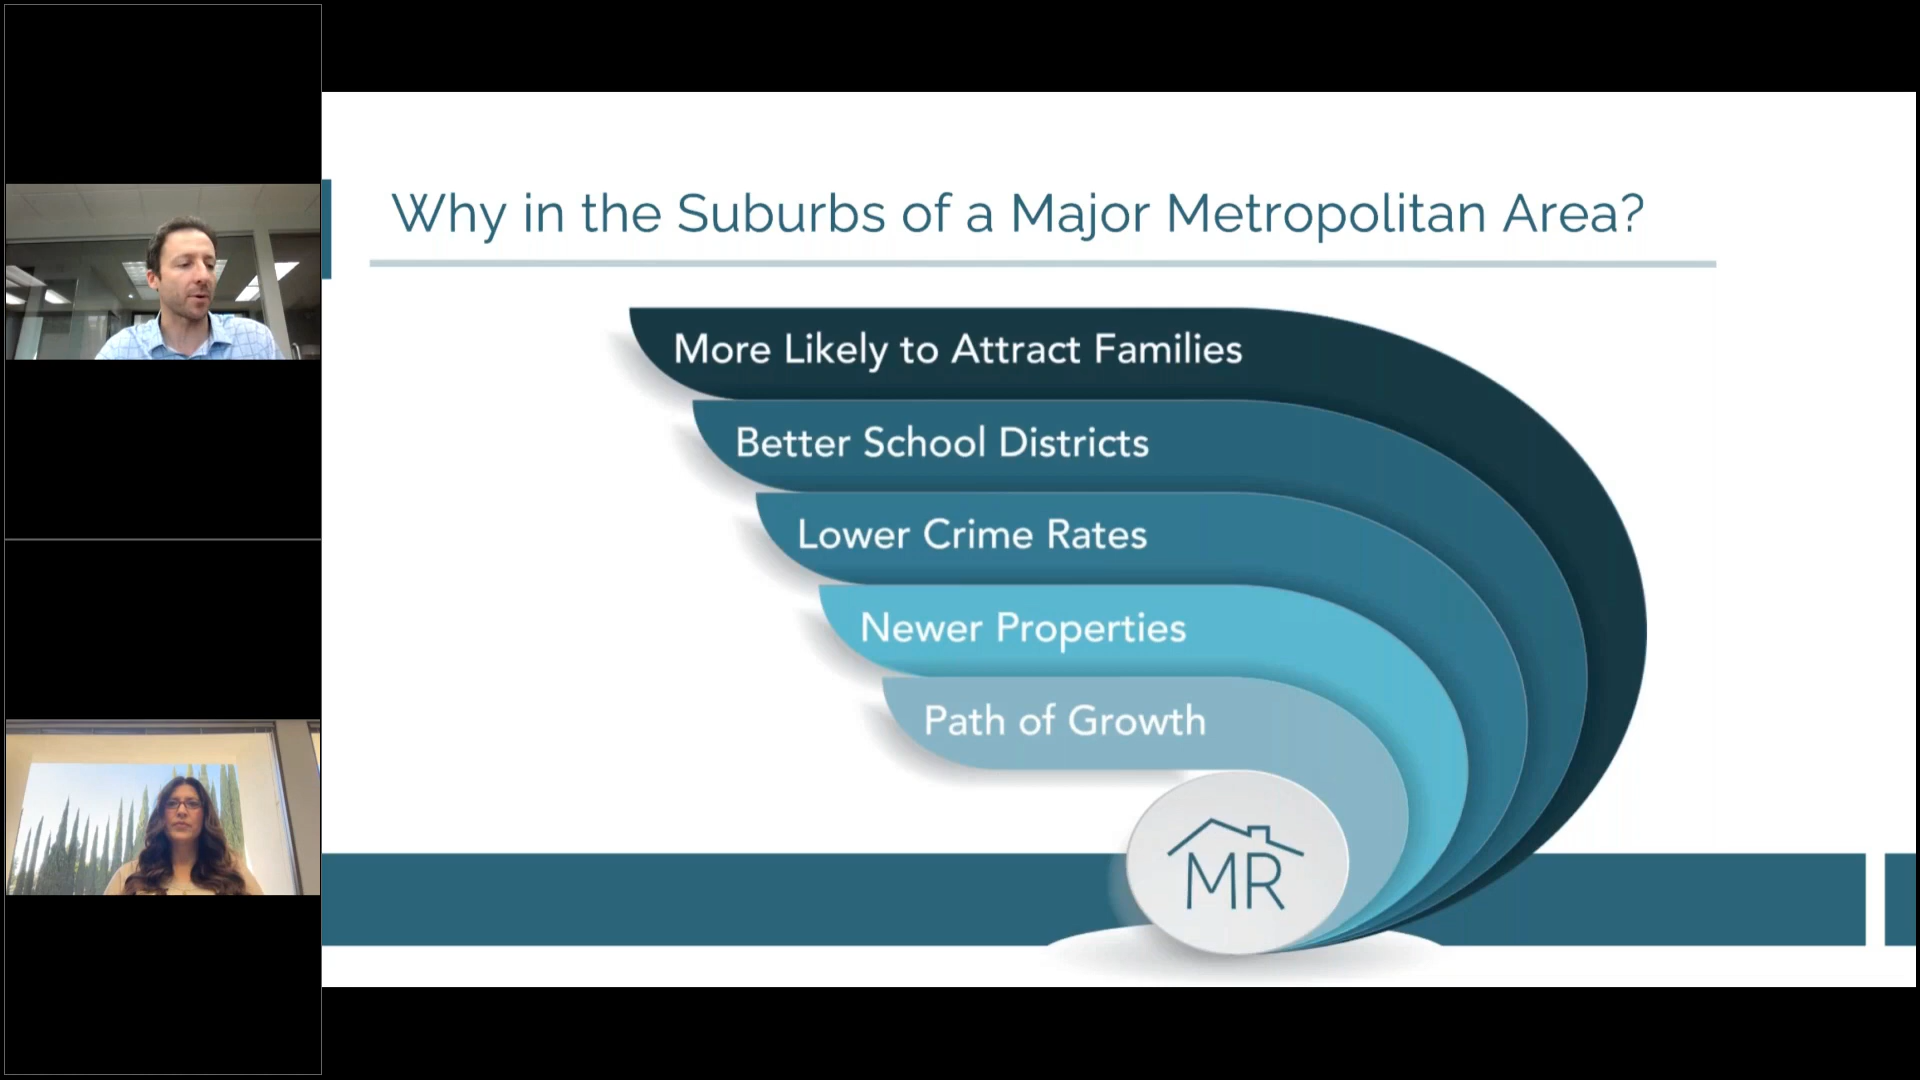 Why in the Suburbs of a Major Metropolitan Area?
More Likely to Attract Families
Better School Districts
Lower Crime Rates
Newer Properties
Path of Growth
MR